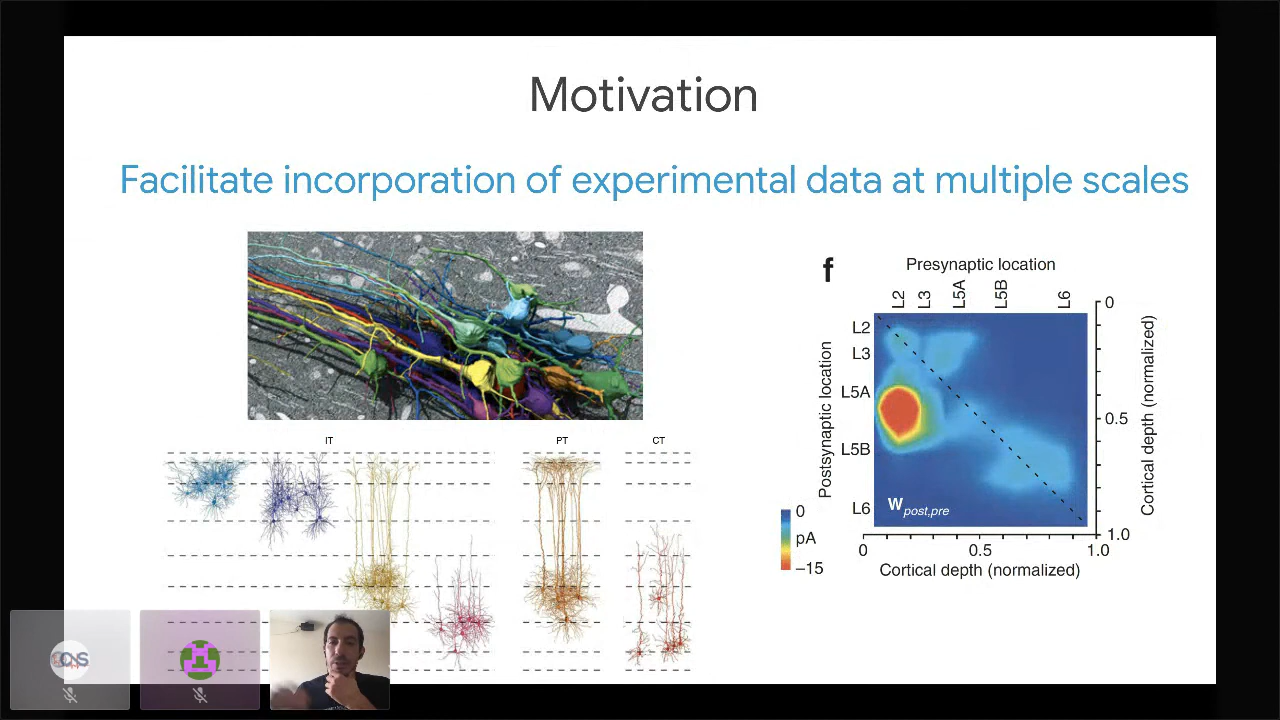 Motivation
Facilitate incorporation of experimental data at multiple scales
IT
PT
CT
f
Presynaptic location
L2
L3
L5A
L5B
L6
L2
L3
L5A
L5B
L6
Postsynaptic location
0
0.5
1.0
Cortical depth (normalized)
Wpost,pre
0
pA
–15
0
0.5
1.0
Cortical depth (normalized)